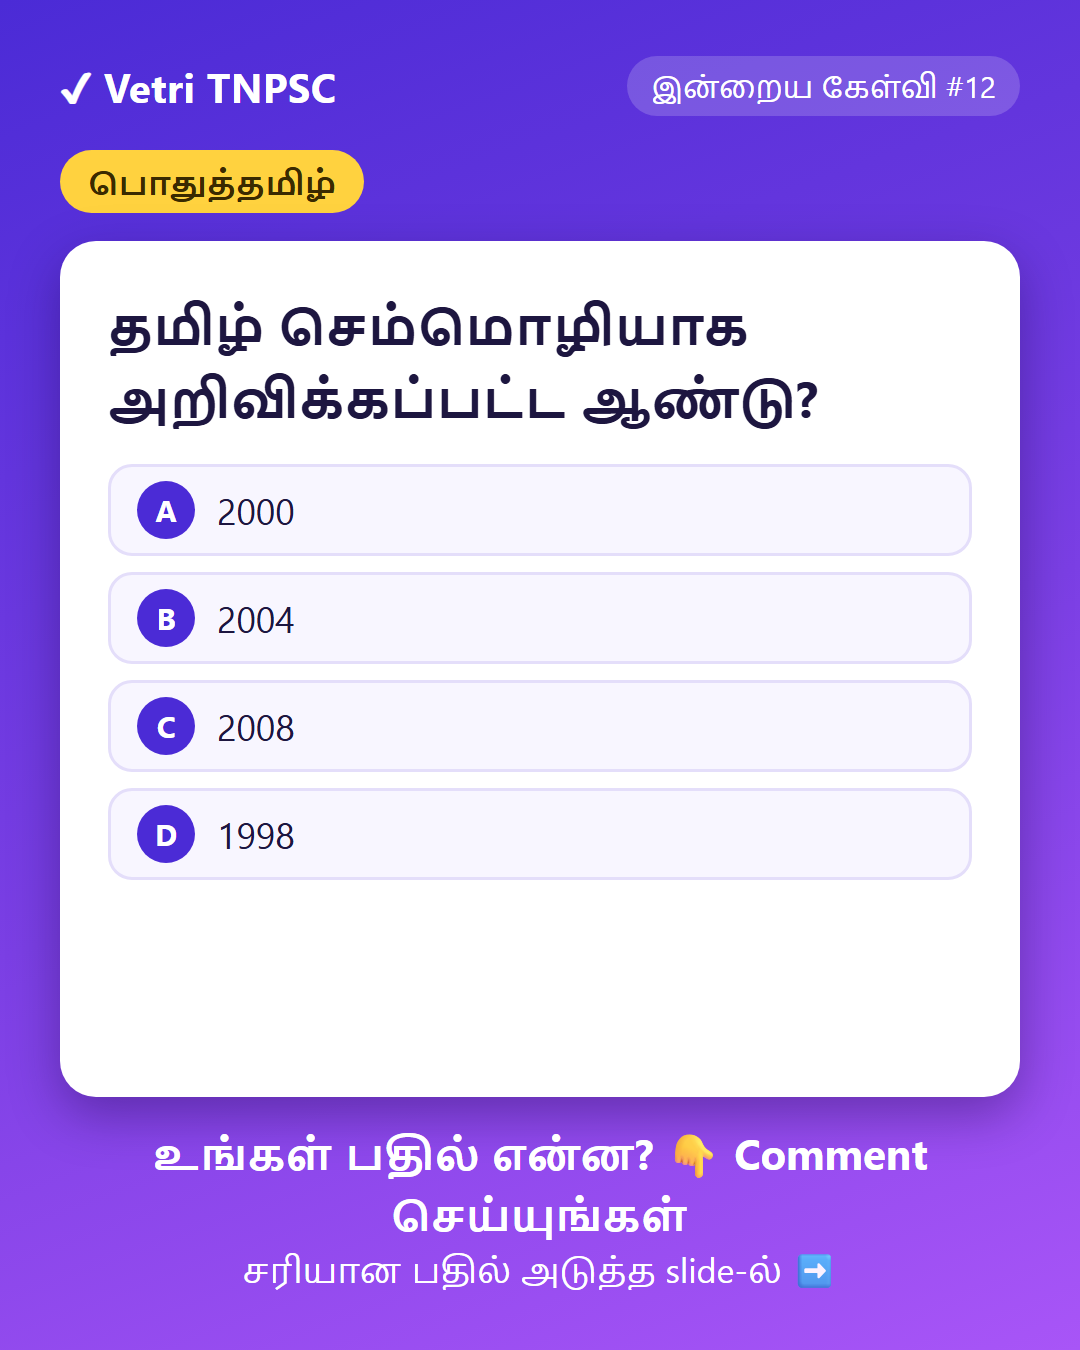 ✓ Vetri TNPSC
இன்றைய கேள்வி #12
பொதுத்தமிழ்
தமிழ் செம்மொழியாக
அறிவிக்கப்பட்ட ஆண்டு?
A 2000
B 2004
C 2008
D 1998
உங்கள் பதில் என்ன? 👇 Comment
செய்யுங்கள்
சரியான பதில் அடுத்த slide-ல் ➡️